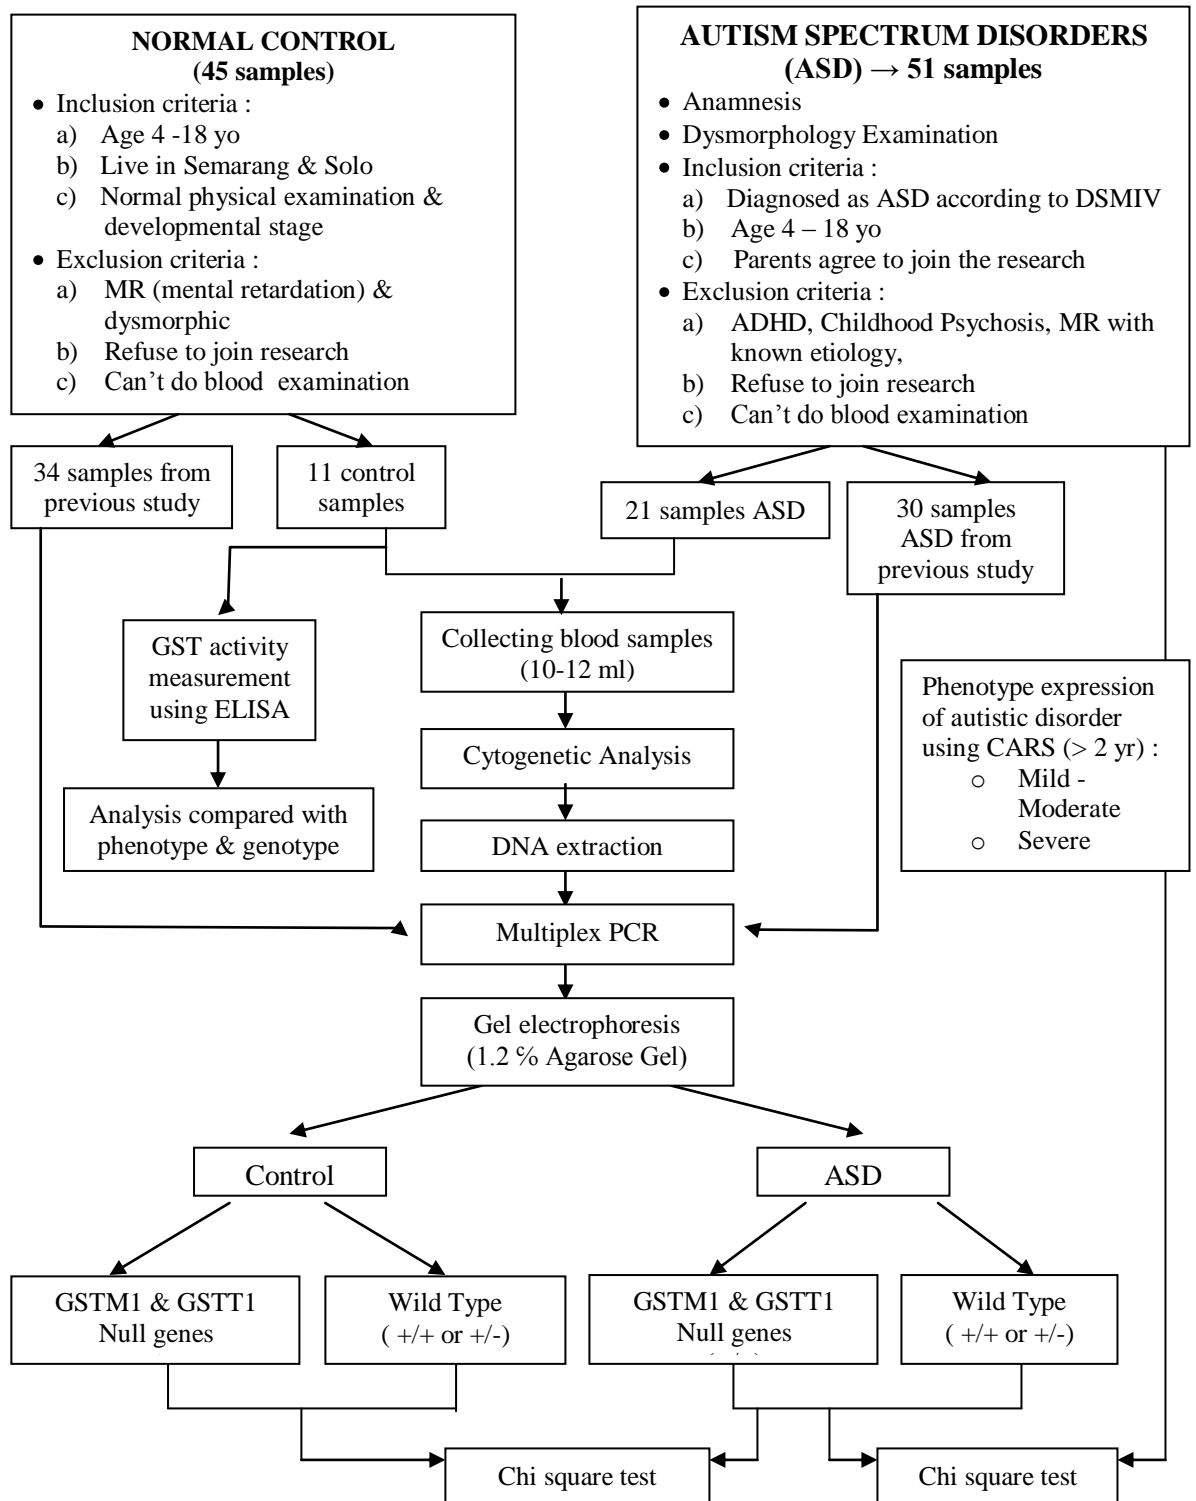 NORMAL CONTROL
(45 samples)
• Inclusion criteria :
a) Age 4 -18 yo
b) Live in Semarang & Solo
c) Normal physical examination &
developmental stage
• Exclusion criteria :
a) MR (mental retardation) &
dysmorphic
b) Refuse to join research
c) Can’t do blood examination
AUTISM SPECTRUM DISORDERS
(ASD) → 51 samples
• Anamnesis
• Dysmorphology Examination
• Inclusion criteria :
a) Diagnosed as ASD according to DSMIV
b) Age 4 – 18 yo
c) Parents agree to join the research
• Exclusion criteria :
a) ADHD, Childhood Psychosis, MR with
known etiology,
b) Refuse to join research
c) Can’t do blood examination
34 samples from
previous study
11 control
samples
21 samples ASD
30 samples
ASD from
previous study
GST activity
measurement
using ELISA
Collecting blood samples
(10-12 ml)
Phenotype expression
of autistic disorder
using CARS (> 2 yr) :
o Mild -
Moderate
o Severe
Cytogenetic Analysis
Analysis compared with
phenotype & genotype
DNA extraction
Multiplex PCR
Gel electrophoresis
(1.2 % Agarose Gel)
Control
ASD
GSTM1 & GSTT1
Null genes
Wild Type
( +/+ or +/-)
GSTM1 & GSTT1
Null genes
Wild Type
( +/+ or +/-)
Chi square test
Chi square test